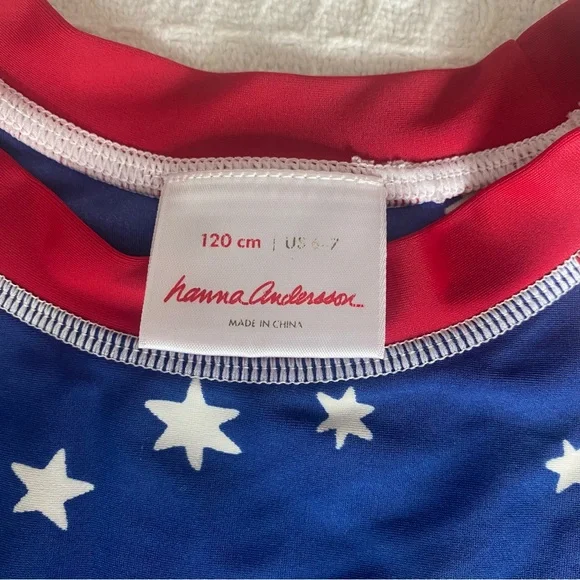 120 cm | US 6-7
hanna andersson
MADE IN CHINA